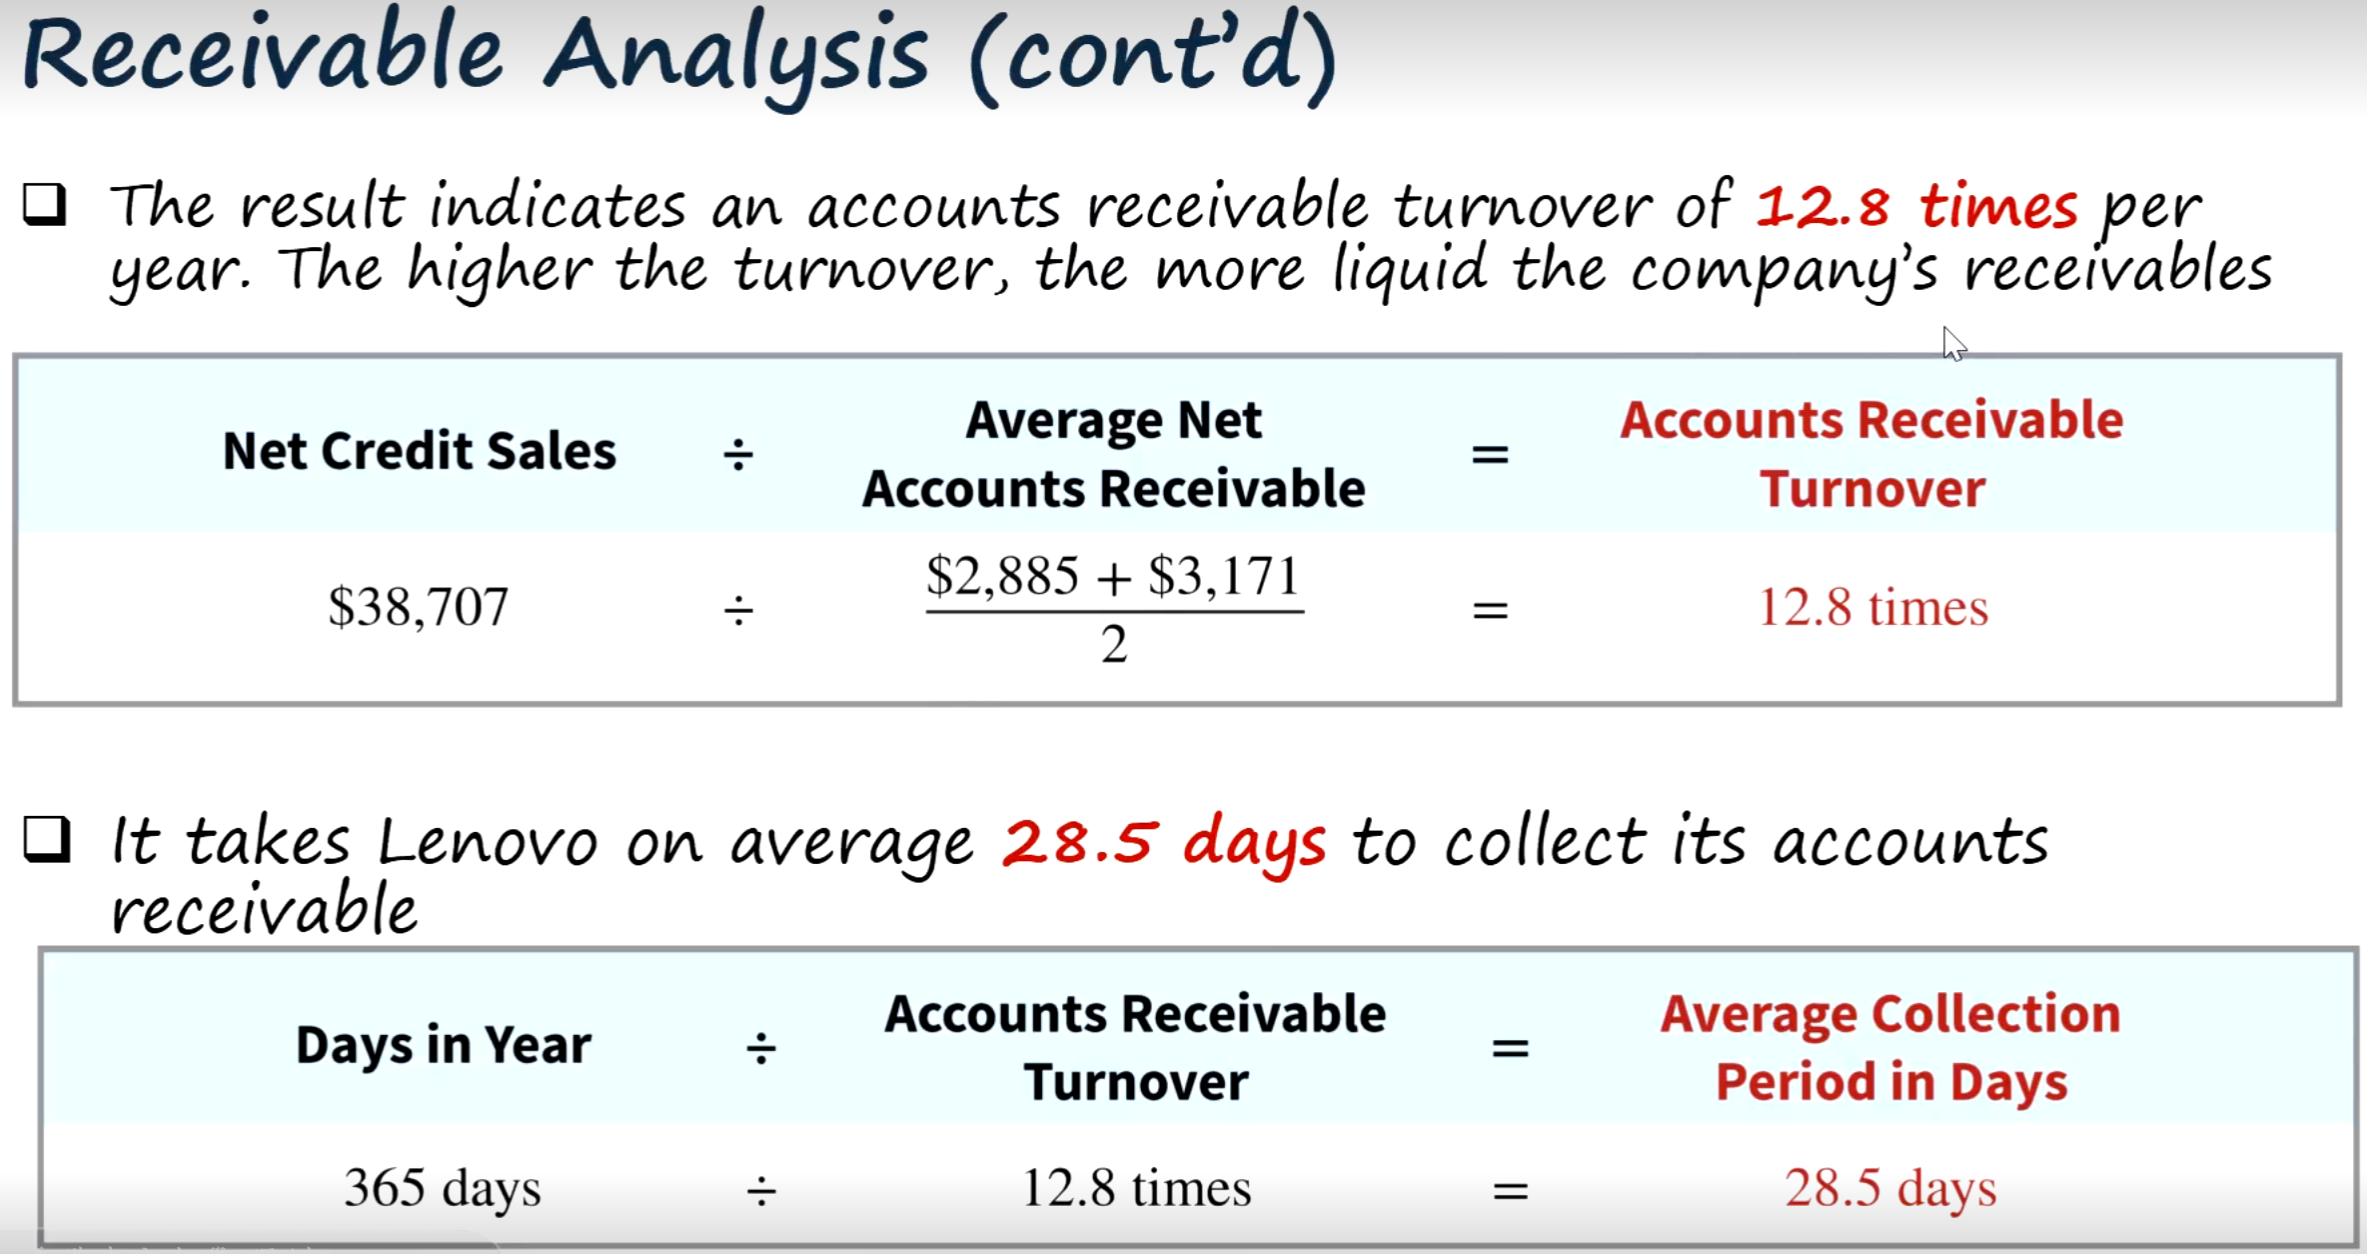 Receivable Analysis (cont’d)
❑ The result indicates an accounts receivable turnover of 12.8 times per
year. The higher the turnover, the more liquid the company’s receivables
Net Credit Sales ÷ Average Net Accounts Receivable = Accounts Receivable Turnover
$38,707 ÷ $2,885 + $3,171 / 2 = 12.8 times
❑ It takes Lenovo on average 28.5 days to collect its accounts
receivable
Days in Year ÷ Accounts Receivable Turnover = Average Collection Period in Days
365 days ÷ 12.8 times = 28.5 days